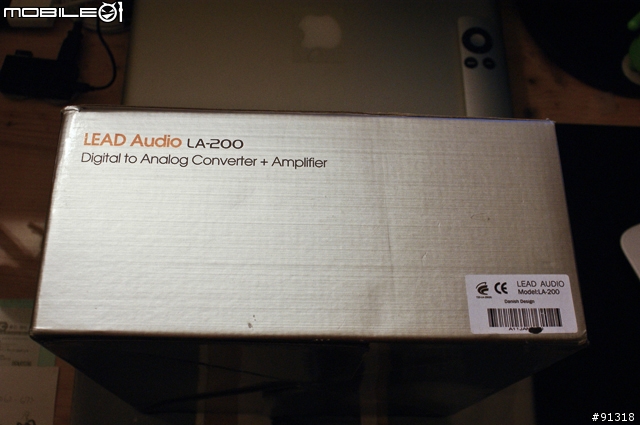 MOBILE01
LEAD Audio LA-200
Digital to Analog Converter + Amplifier
CE LEAD AUDIO
Model:LA-200
Danish Design
#91318